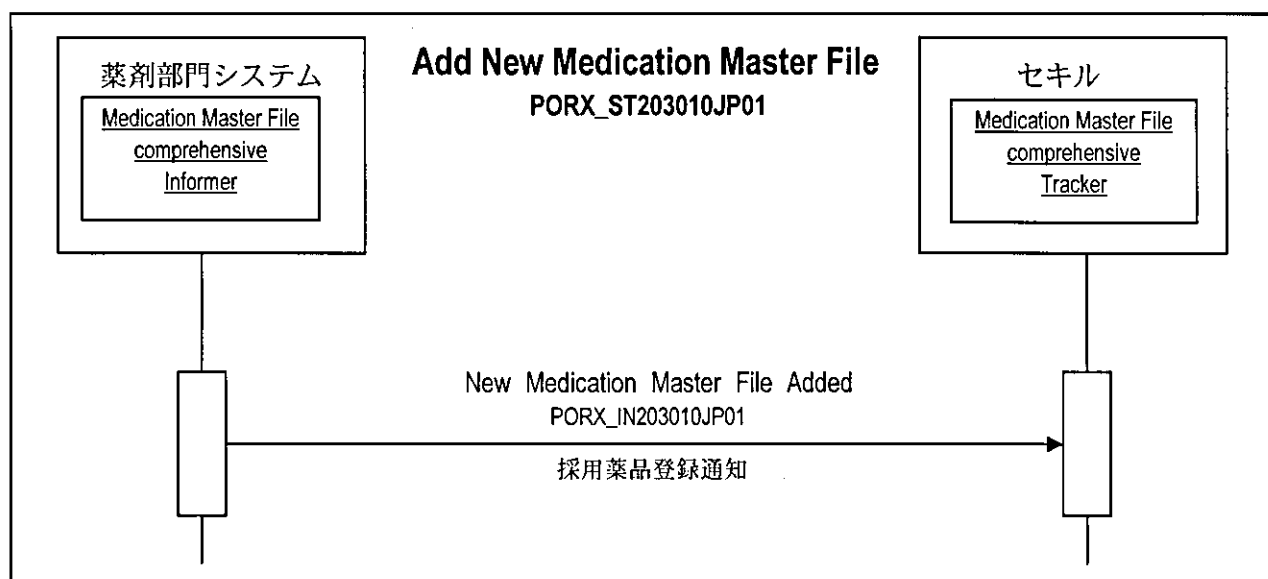 Add New Medication Master File
PORX_ST203010JP01
薬剤部門システム
Medication Master File
comprehensive
Informer
セキル
Medication Master File
comprehensive
Tracker
New Medication Master File Added
PORX_IN203010JP01
採用薬品登録通知